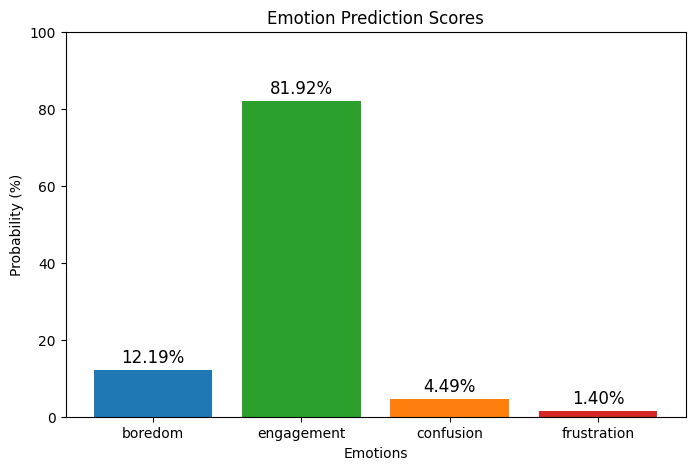 Emotion Prediction Scores
Probability (%)
100
80
60
40
20
0
12.19%
81.92%
4.49%
1.40%
boredom
engagement
confusion
frustration
Emotions